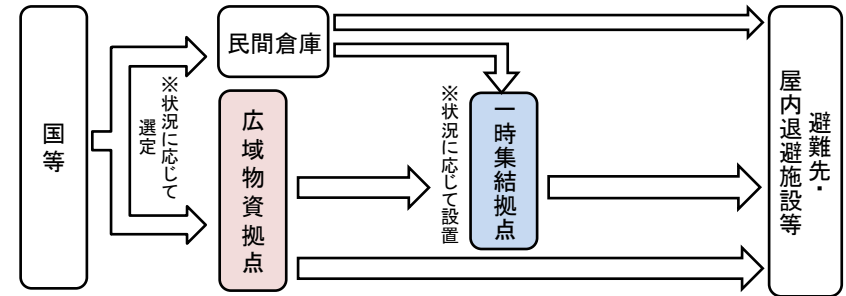 国等
※状況に応じて
選定
民間倉庫
広域物資拠点
※状況に応じて設置
一時集結拠点
避難先・
屋内退避施設等